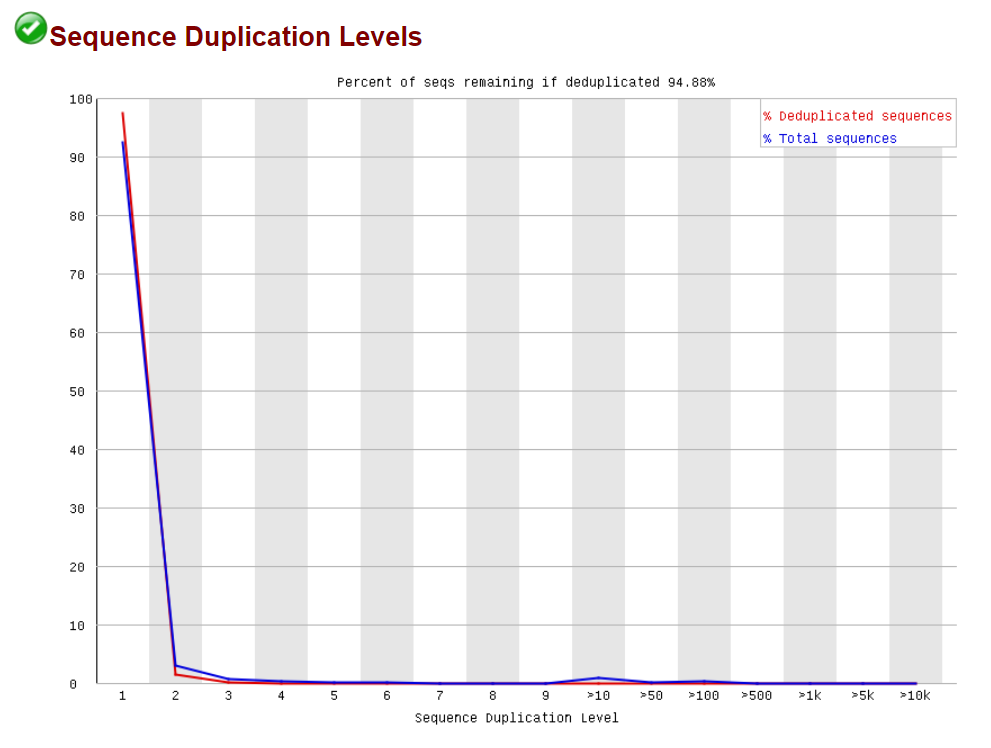 Sequence Duplication Levels
Percent of seqs remaining if deduplicated 94.88%
% Deduplicated sequences
% Total sequences
100
90
80
70
60
50
40
30
20
10
0
1 2 3 4 5 6 7 8 9 >10 >50 >100 >500 >1k >5k >10k
Sequence Duplication Level